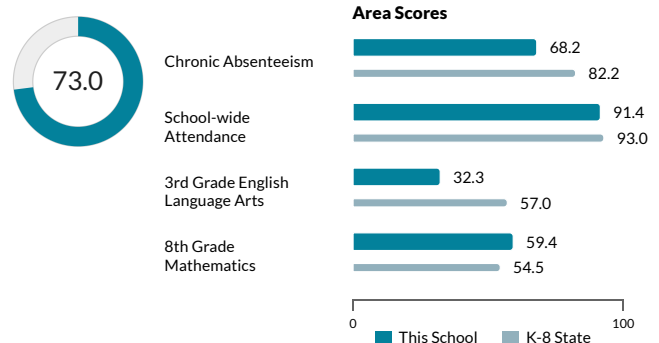 Area Scores
73.0
Chronic Absenteeism
68.2
82.2
School-wide
Attendance
91.4
93.0
3rd Grade English
Language Arts
32.3
57.0
8th Grade
Mathematics
59.4
54.5
0
100
This School
K-8 State